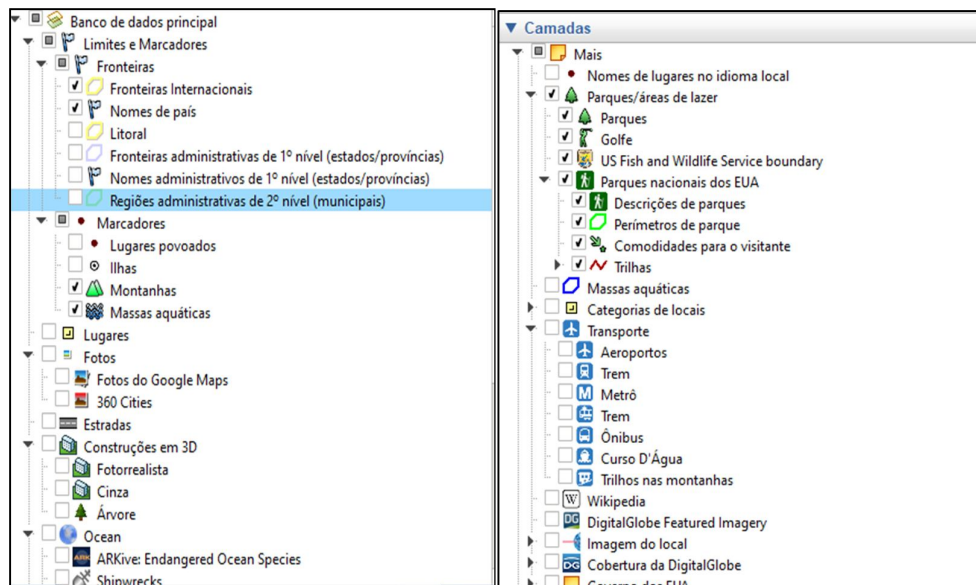 Banco de dados principal
Limites e Marcadores
Fronteiras
Fronteiras Internacionais
Nomes de país
Litoral
Fronteiras administrativas de 1º nível (estados/províncias)
Nomes administrativos de 1º nível (estados/províncias)
Regiões administrativas de 2º nível (municipais)
Marcadores
Lugares povoados
Ilhas
Montanhas
Massas aquáticas
Lugares
Fotos
Fotos do Google Maps
360 Cities
Estradas
Construções em 3D
Fotorrealista
Cinza
Árvore
Ocean
ARK
ARKive: Endangered Ocean Species
Shipwrecks
Camadas
Mais
Nomes de lugares no idioma local
Parques/áreas de lazer
Parques
Golfe
US Fish and Wildlife Service boundary
Parques nacionais dos EUA
Descrições de parques
Perímetros de parque
Comodidades para o visitante
Trilhas
Massas aquáticas
Categorias de locais
Transporte
Aeroportos
Trem
M Metrô
Trem
Ônibus
Curso D'Água
Trilhos nas montanhas
W Wikipedia
DG DigitalGlobe Featured Imagery
Imagem do local
DG Cobertura da DigitalGlobe
Governo dos EUA